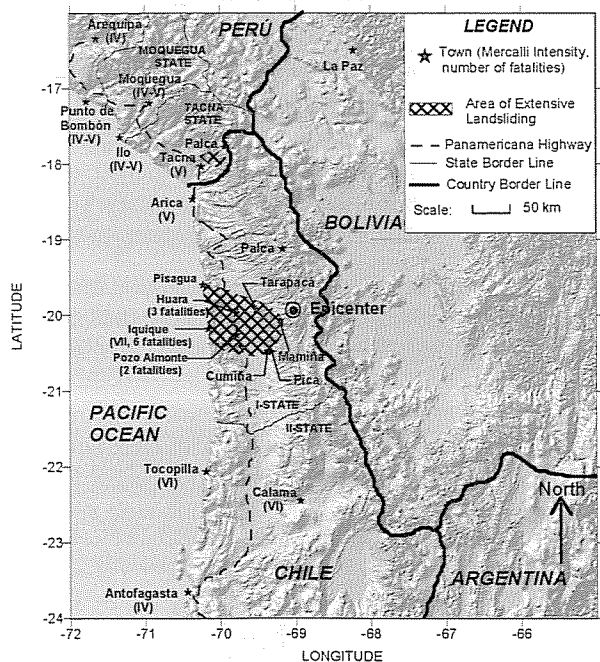 LEGEND
Town (Mercalli Intensity,
number of fatalities)
Area of Extensive
Landsliding
Panamericana Highway
State Border Line
Country Border Line
Scale: 50 km
Arequipa
(IV)
PERÚ
MOQUEGUA
STATE
La Paz
Moquegua
(IV-V)
Punto de
Bombón
(IV-V)
TACNA
STATE
Ilo
(IV-V)
Palca
Tacna
(V)
Arica
(V)
BOLIVIA
Palca
Pisagua
Tarapacá
Huara
(3 fatalities)
Epicenter
Iquique
(VII, 6 fatalities)
Pozo Almonte
(2 fatalities)
Mamiña
Cumiña
Pica
I-STATE
II-STATE
PACIFIC
OCEAN
Tocopilla
(VI)
Calama
(VI)
North
CHILE
ARGENTINA
Antofagasta
(IV)
LATITUDE
-17
-18
-19
-20
-21
-22
-23
-24
-72
-71
-70
-69
-68
-67
-66
LONGITUDE